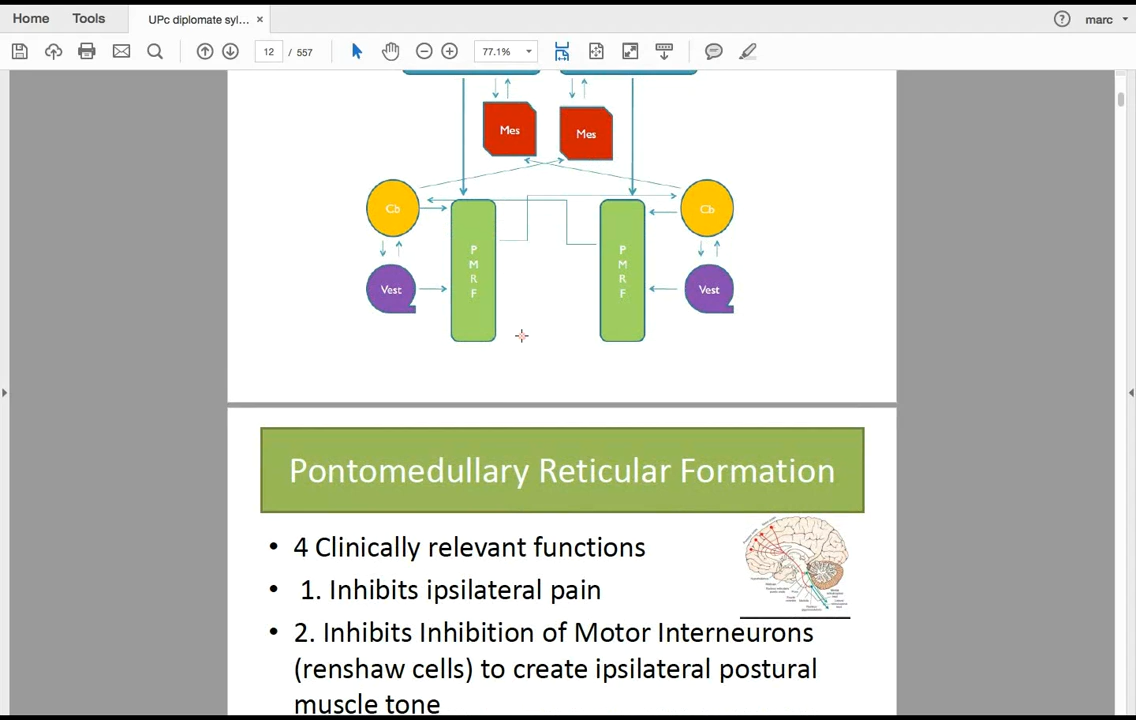 Home
Tools
UPc diplomate syl... ×
?
marc
12 / 557
77.1%
Mes
Mes
Cb
Cb
P
M
R
F
P
M
R
F
Vest
Vest
Pontomedullary Reticular Formation
• 4 Clinically relevant functions
• 1. Inhibits ipsilateral pain
• 2. Inhibits Inhibition of Motor Interneurons
(renshaw cells) to create ipsilateral postural
muscle tone